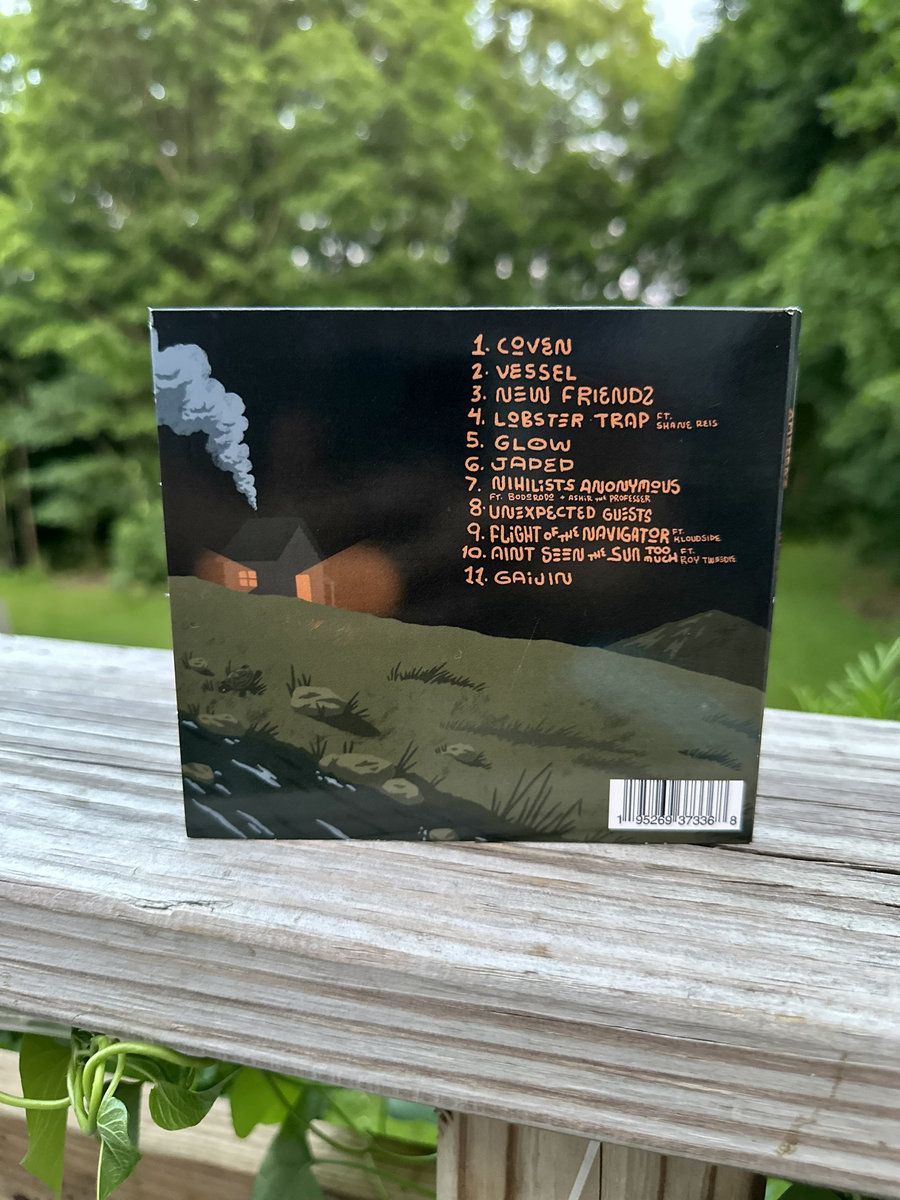 1. COVEN
2. VESSEL
3. NEW FRIENDZ
4. LOBSTER TRAP FT. SHANE REIS
5. GLOW
6. JADED
7. NIHILISTS ANONYMOUS
FT. BODORADO + ASHIR THE PROFESSER
8. UNEXPECTED GUESTS
9. FLIGHT OF THE NAVIGATOR FT. KLOUDSIDE
10. AINT SEEN THE SUN TOO MUCH FT. ROY
11. GAIJIN
1 95269 37336 8